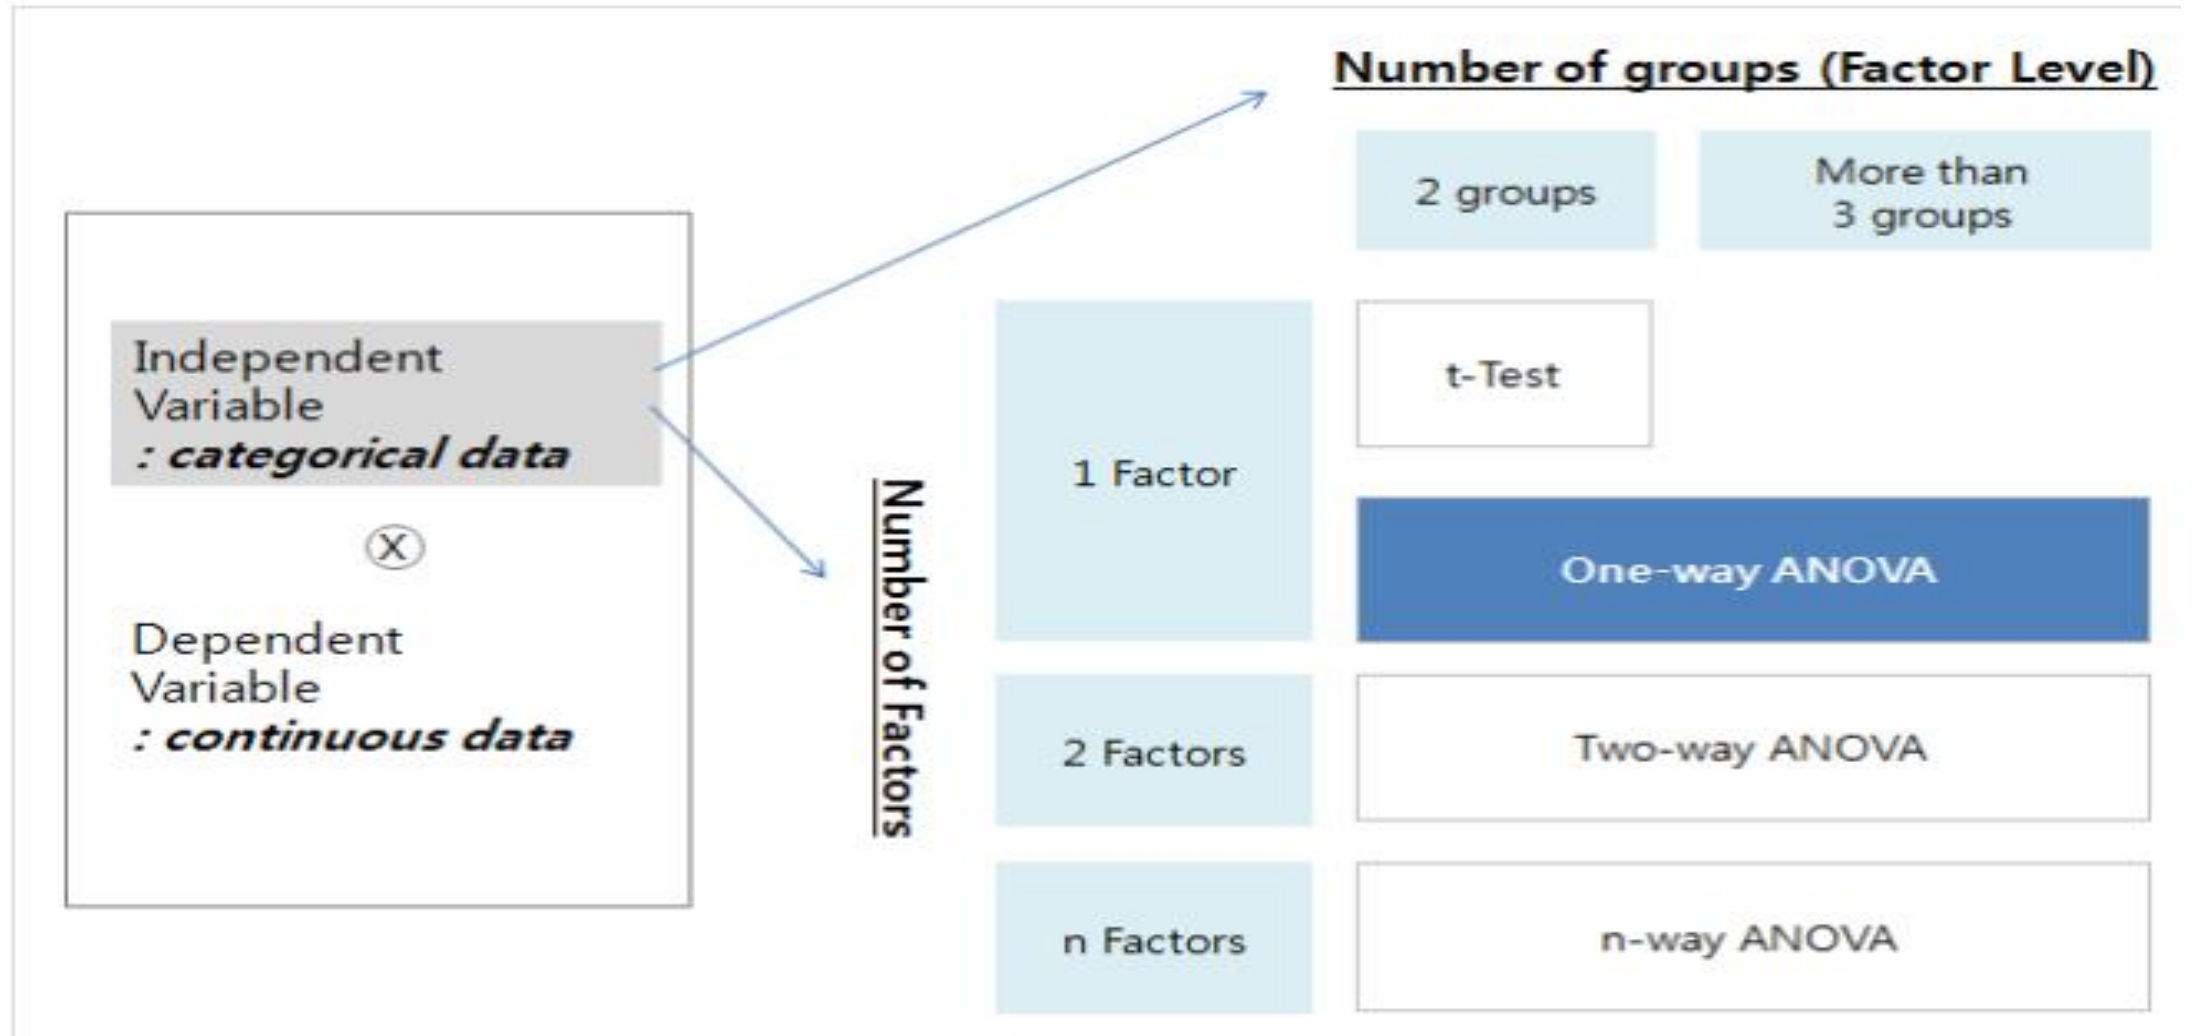 Number of groups (Factor Level)
2 groups
More than
3 groups
Independent
Variable
: categorical data
X
Dependent
Variable
: continuous data
Number of Factors
1 Factor
t-Test
One-way ANOVA
2 Factors
Two-way ANOVA
n Factors
n-way ANOVA